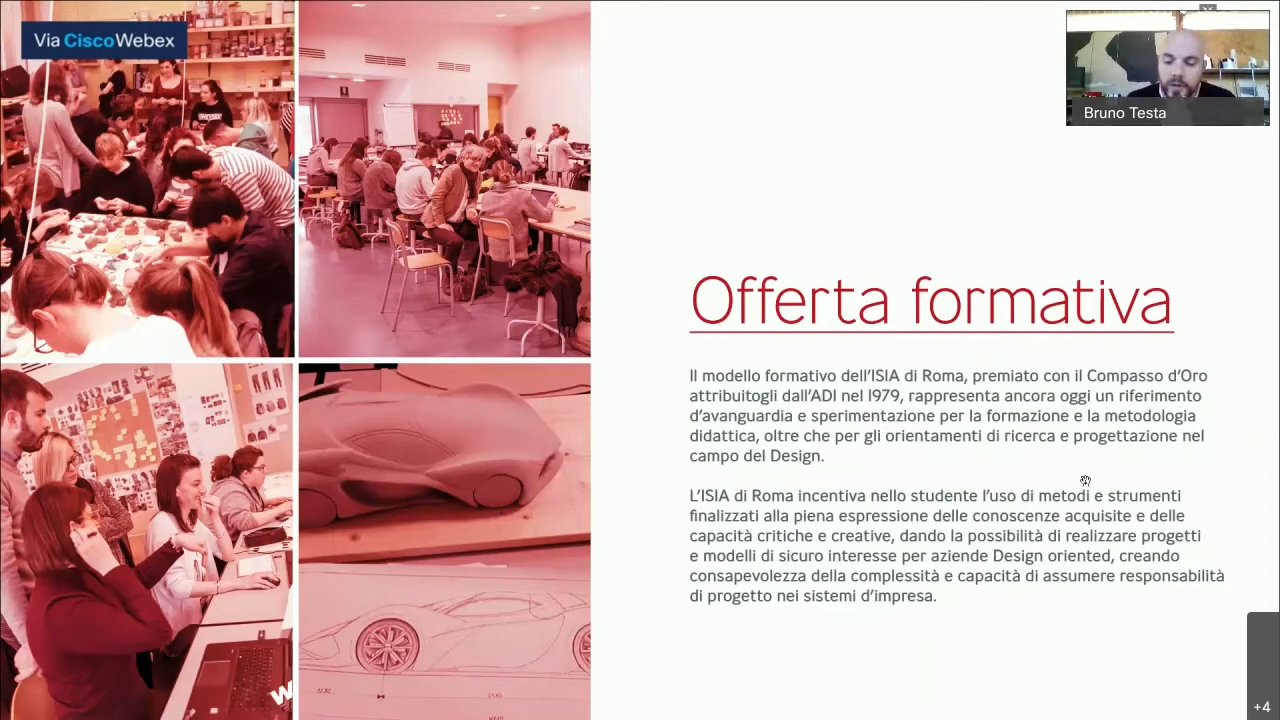 Via Cisco Webex
Bruno Testa
Offerta formativa
Il modello formativo dell'ISIA di Roma, premiato con il Compasso d'Oro
attribuitogli dall'ADI nel 1979, rappresenta ancora oggi un riferimento
d'avanguardia e sperimentazione per la formazione e la metodologia
didattica, oltre che per gli orientamenti di ricerca e progettazione nel
campo del Design.
L'ISIA di Roma incentiva nello studente l'uso di metodi e strumenti
finalizzati alla piena espressione delle conoscenze acquisite e delle
capacità critiche e creative, dando la possibilità di realizzare progetti
e modelli di sicuro interesse per aziende Design oriented, creando
consapevolezza della complessità e capacità di assumere responsabilità
di progetto nei sistemi d'impresa.
+4